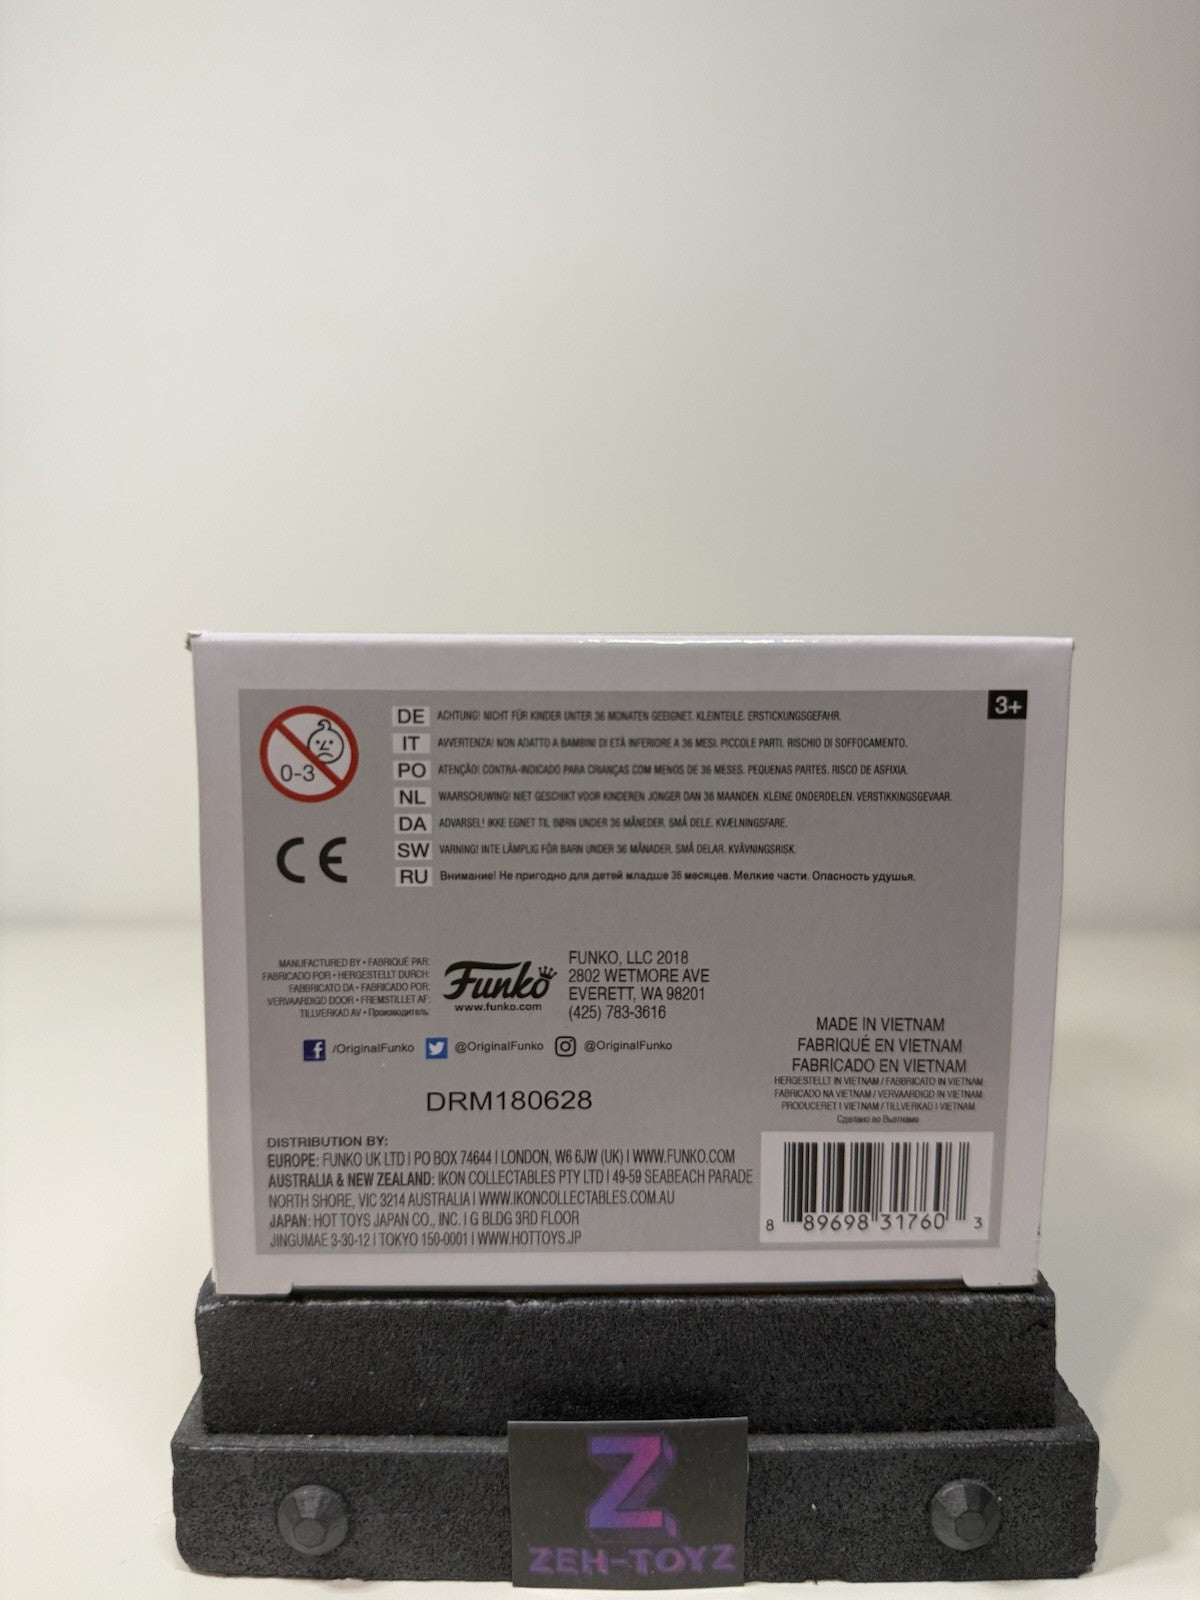 3+
0-3
DE ACHTUNG! NICHT FÜR KINDER UNTER 36 MONATEN GEEIGNET. KLEINTEILE. ERSTICKUNGSGEFAHR.
IT AVVERTENZA! NON ADATTO A BAMBINI DI ETÀ INFERIORE A 36 MESI. PICCOLE PARTI. RISCHIO DI SOFFOCAMENTO.
PO ATENÇÃO! CONTRA-INDICADO PARA CRIANÇAS COM MENOS DE 36 MESES. PEQUENAS PARTES. RISCO DE ASFIXIA.
NL WAARSCHUWING! NIET GESCHIKT VOOR KINDEREN JONGER DAN 36 MAANDEN. KLEINE ONDERDELEN. VERSTIKKINGSGEVAAR.
DA ADVARSEL! IKKE EGNET TIL BØRN UNDER 36 MÅNEDER. SMÅ DELE. KVÆLNINGSFARE.
SW VARNING! INTE LÄMPLIG FÖR BARN UNDER 36 MÅNADER. SMÅ DELAR. KVÄVNINGSRISK.
RU Внимание! Не пригодно для детей младше 36 месяцев. Мелкие части. Опасность удушья.
CE
MANUFACTURED BY • FABRIQUÉ PAR:
FABRICADO POR • HERGESTELLT DURCH:
FABBRICATO DA • FABRICADO POR:
VERVAARDIGD DOOR • FREMSTILLET AF:
TILLVERKAD AV • Производитель:
Funko
www.funko.com
FUNKO, LLC 2018
2802 WETMORE AVE
EVERETT, WA 98201
(425) 783-3616
/OriginalFunko @OriginalFunko @OriginalFunko
DRM180628
MADE IN VIETNAM
FABRIQUÉ EN VIETNAM
FABRICADO EN VIETNAM
HERGESTELLT IN VIETNAM / FABBRICATO IN VIETNAM
FABRICADO NA VIETNAM / VERVAARDIGD IN VIETNAM
PRODUCERET I VIETNAM / TILLVERKAD I VIETNAM
Сделано во Вьетнаме
DISTRIBUTION BY:
EUROPE: FUNKO UK LTD | PO BOX 74644 | LONDON, W6 6JW (UK) | WWW.FUNKO.COM
AUSTRALIA & NEW ZEALAND: IKON COLLECTABLES PTY LTD | 49-59 SEABEACH PARADE
NORTH SHORE, VIC 3214 AUSTRALIA | WWW.IKONCOLLECTABLES.COM.AU
JAPAN: HOT TOYS JAPAN CO., INC. | G BLDG 3RD FLOOR
JINGUMAE 3-30-12 | TOKYO 150-0001 | WWW.HOTTOYS.JP
8 89698 31760 3
Z
ZEH-TOYZ